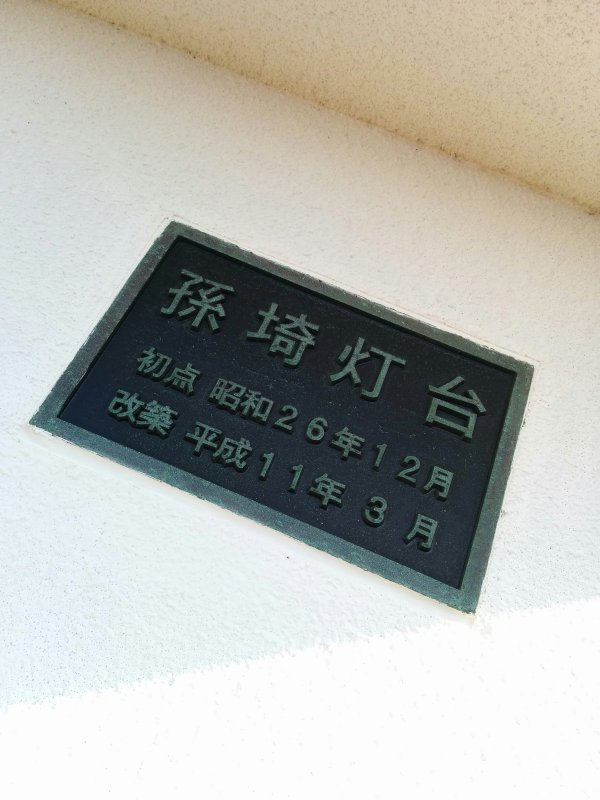 孫埼灯台
初点 昭和26年12月
改築 平成11年 3月